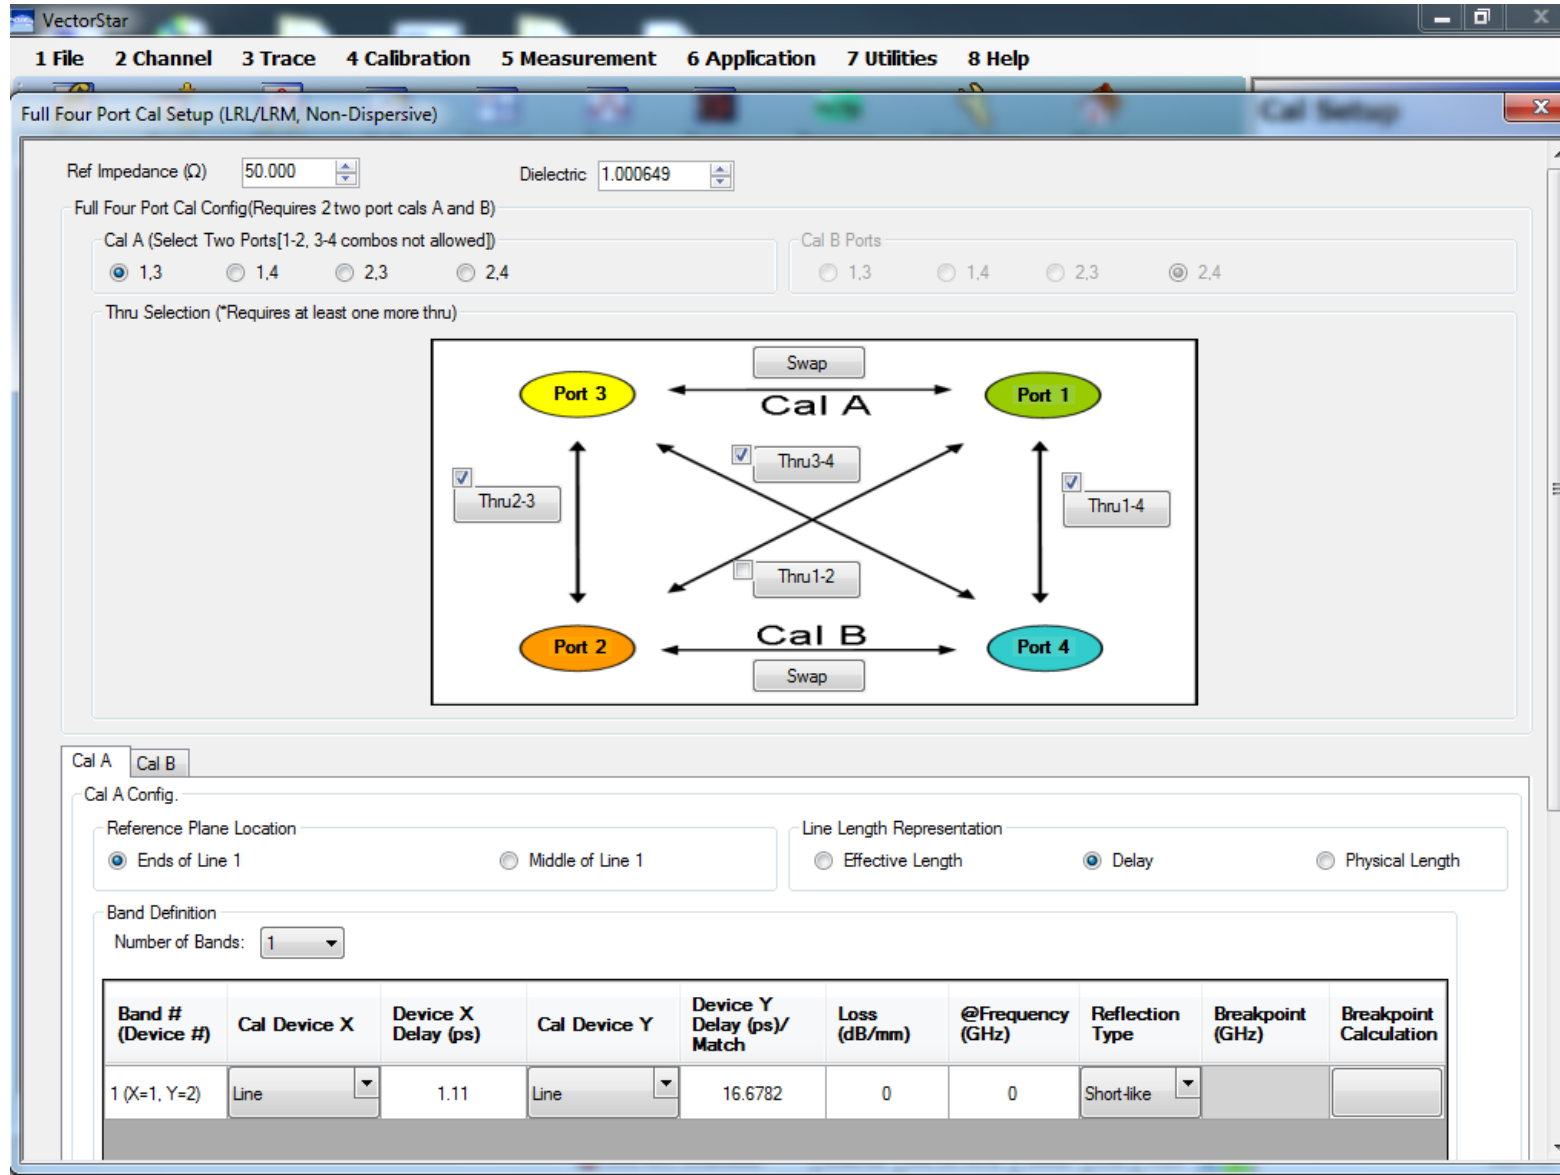 VectorStar
1 File 2 Channel 3 Trace 4 Calibration 5 Measurement 6 Application 7 Utilities 8 Help
Full Four Port Cal Setup (LRL/LRM, Non-Dispersive)
Cal Setup
Ref Impedance (Ω) 50.000 Dielectric 1.000649
Full Four Port Cal Config(Requires 2 two port cals A and B)
Cal A (Select Two Ports[1-2, 3-4 combos not allowed]) Cal B Ports
1,3 1,4 2,3 2,4 1,3 1,4 2,3 2,4
Thru Selection (*Requires at least one more thru)
Swap
Port 3 Cal A Port 1
Thru3-4
Thru2-3 Thru1-4
Thru1-2
Port 2 Cal B Port 4
Swap
Cal A Cal B
Cal A Config.
Reference Plane Location Line Length Representation
Ends of Line 1 Middle of Line 1 Effective Length Delay Physical Length
Band Definition
Number of Bands: 1
Band # (Device #) Cal Device X Device X Delay (ps) Cal Device Y Device Y Delay (ps)/ Match Loss (dB/mm) @Frequency (GHz) Reflection Type Breakpoint (GHz) Breakpoint Calculation
1 (X=1, Y=2) Line 1.11 Line 16.6782 0 0 Short-like